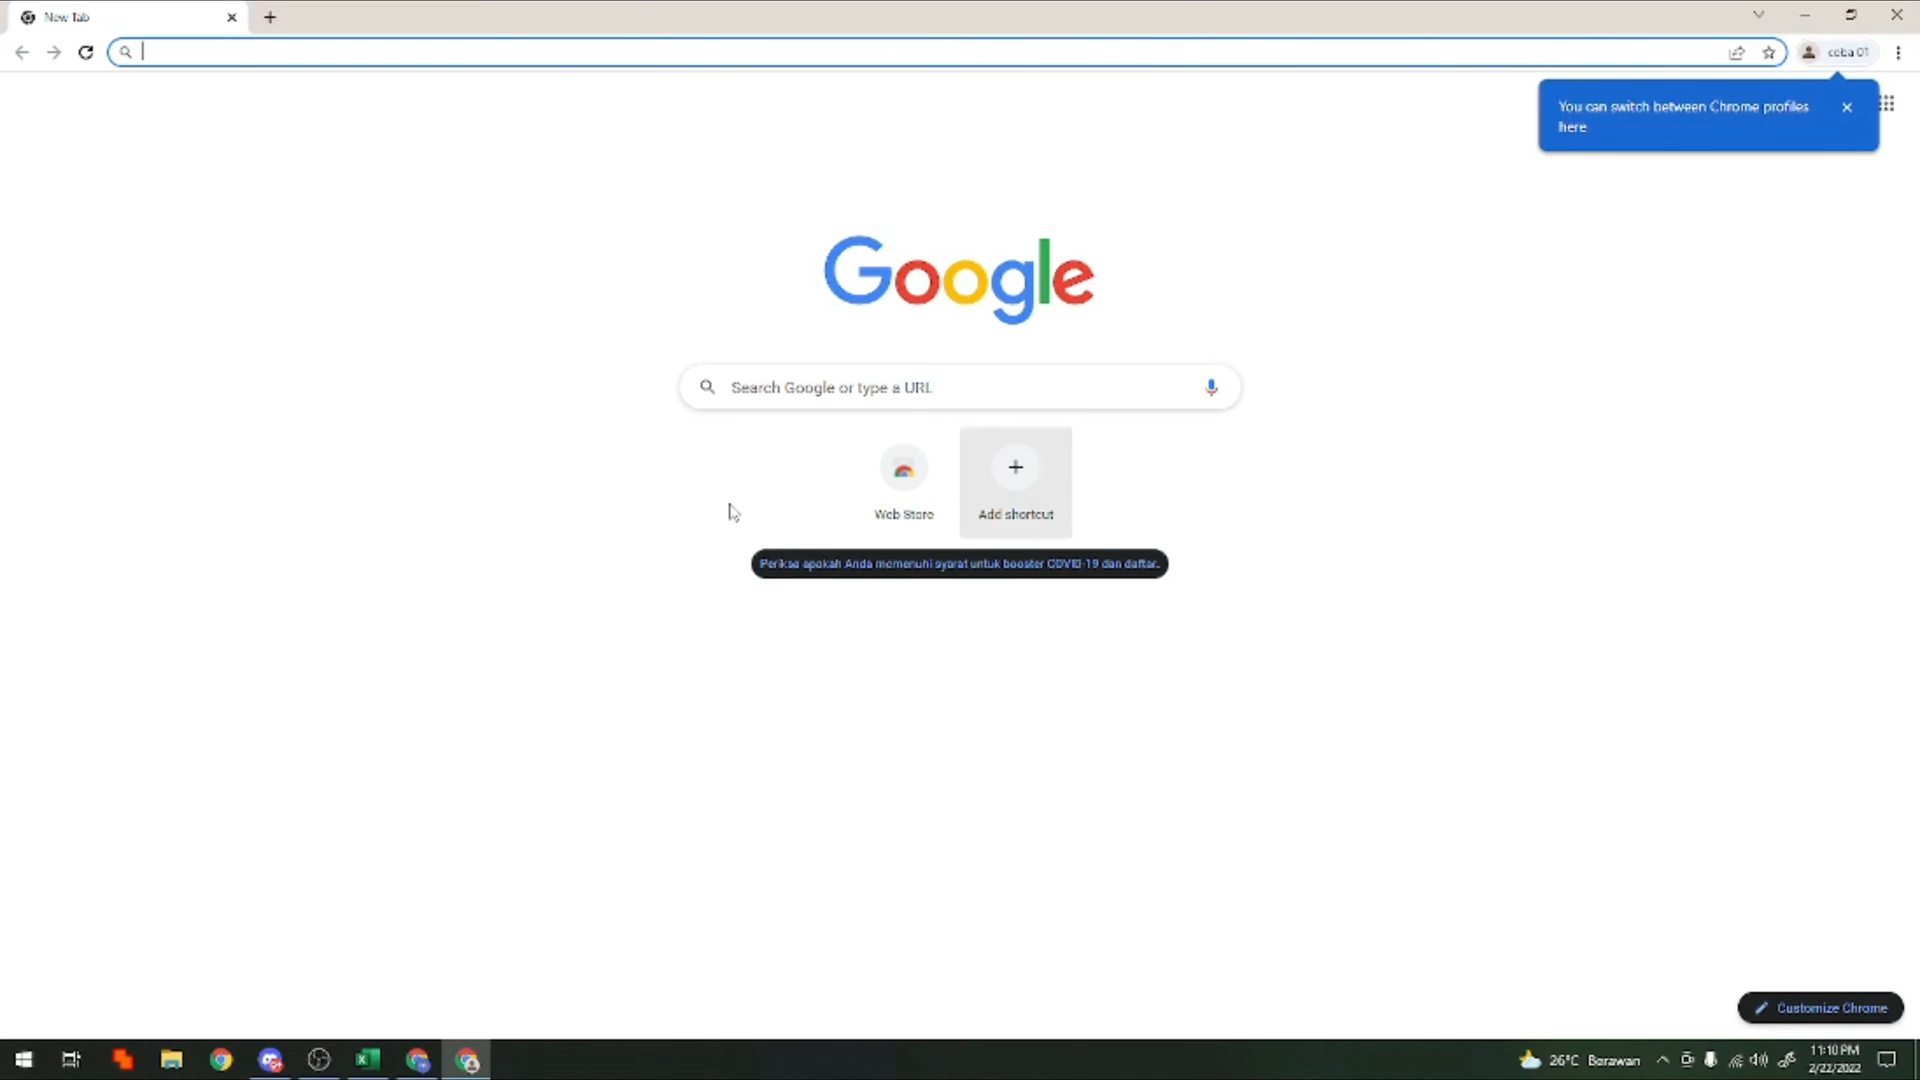 New Tab
coba 01
You can switch between Chrome profiles
here
Google
Search Google or type a URL
Web Store
Add shortcut
Periksa apakah Anda memenuhi syarat untuk booster COVID-19 dan daftar.
Customize Chrome
26°C Berawan
11:10 PM
2/22/2022